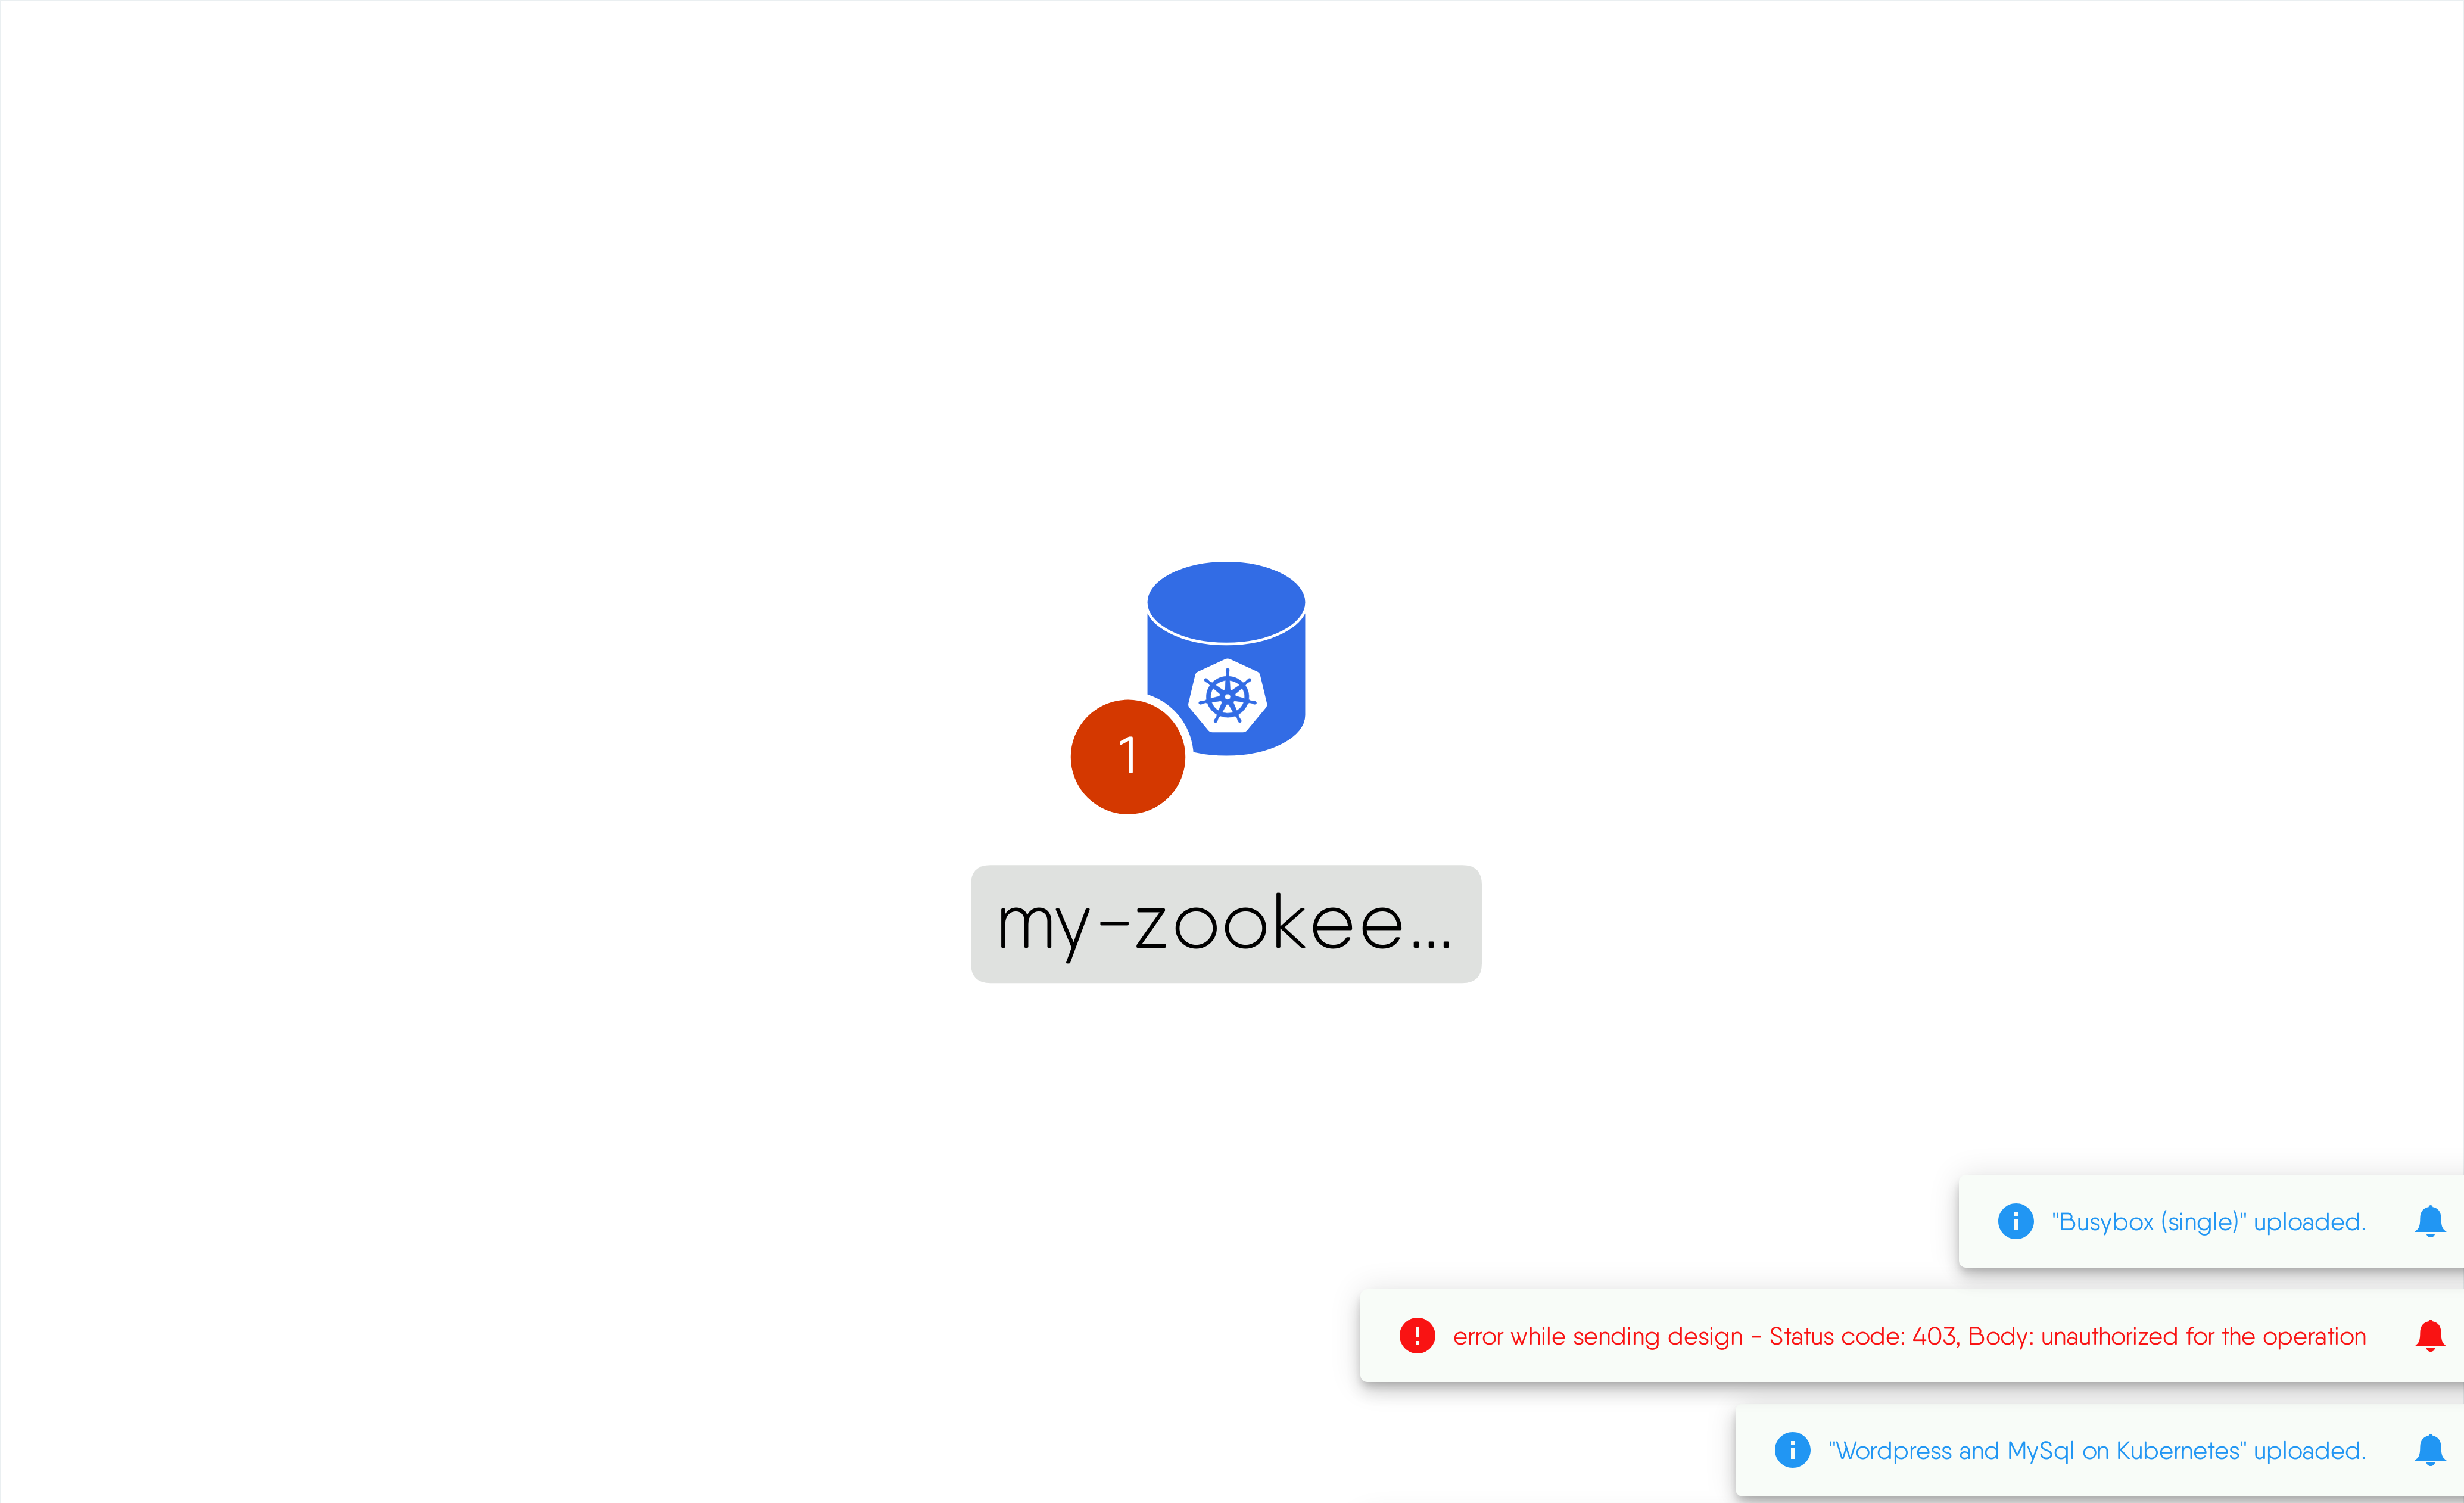 1
my-zookee...
"Busybox (single)" uploaded.
error while sending design - Status code: 403, Body: unauthorized for the operation
"Wordpress and MySql on Kubernetes" uploaded.